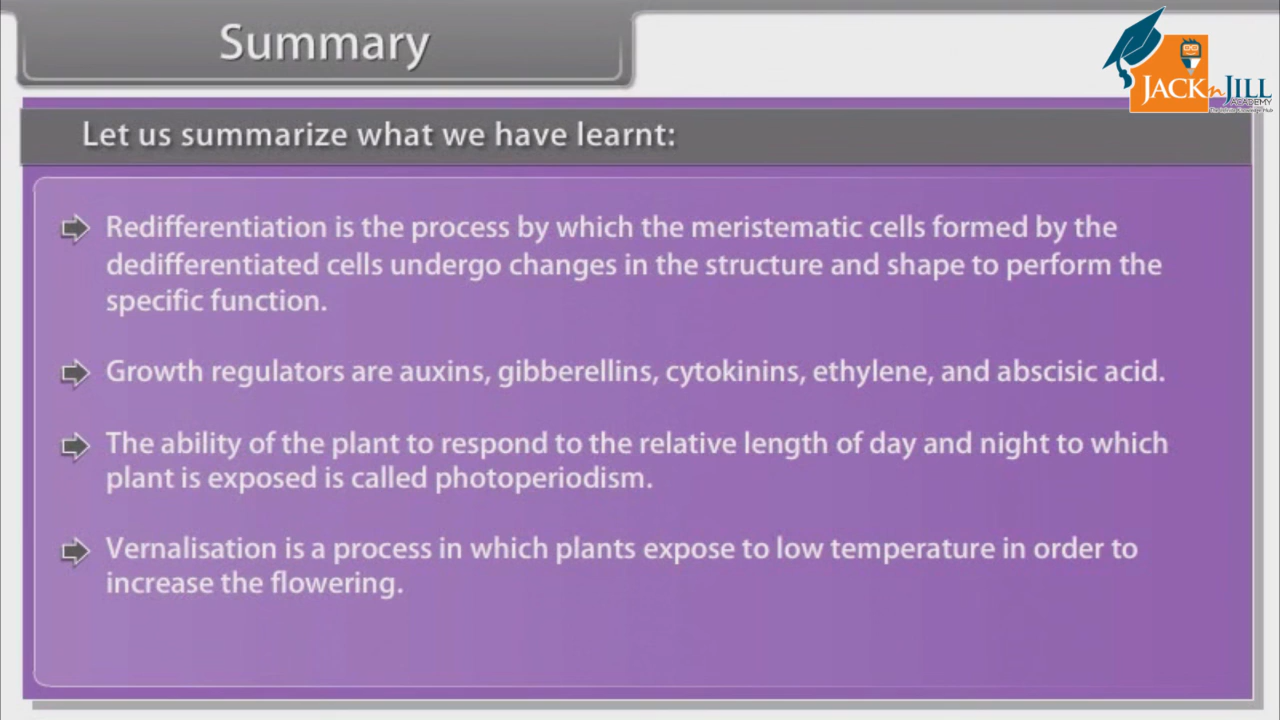 Summary
JACK n JILL
ACADEMY
Let us summarize what we have learnt:
Redifferentiation is the process by which the meristematic cells formed by the
dedifferentiated cells undergo changes in the structure and shape to perform the
specific function.
Growth regulators are auxins, gibberellins, cytokinins, ethylene, and abscisic acid.
The ability of the plant to respond to the relative length of day and night to which
plant is exposed is called photoperiodism.
Vernalisation is a process in which plants expose to low temperature in order to
increase the flowering.